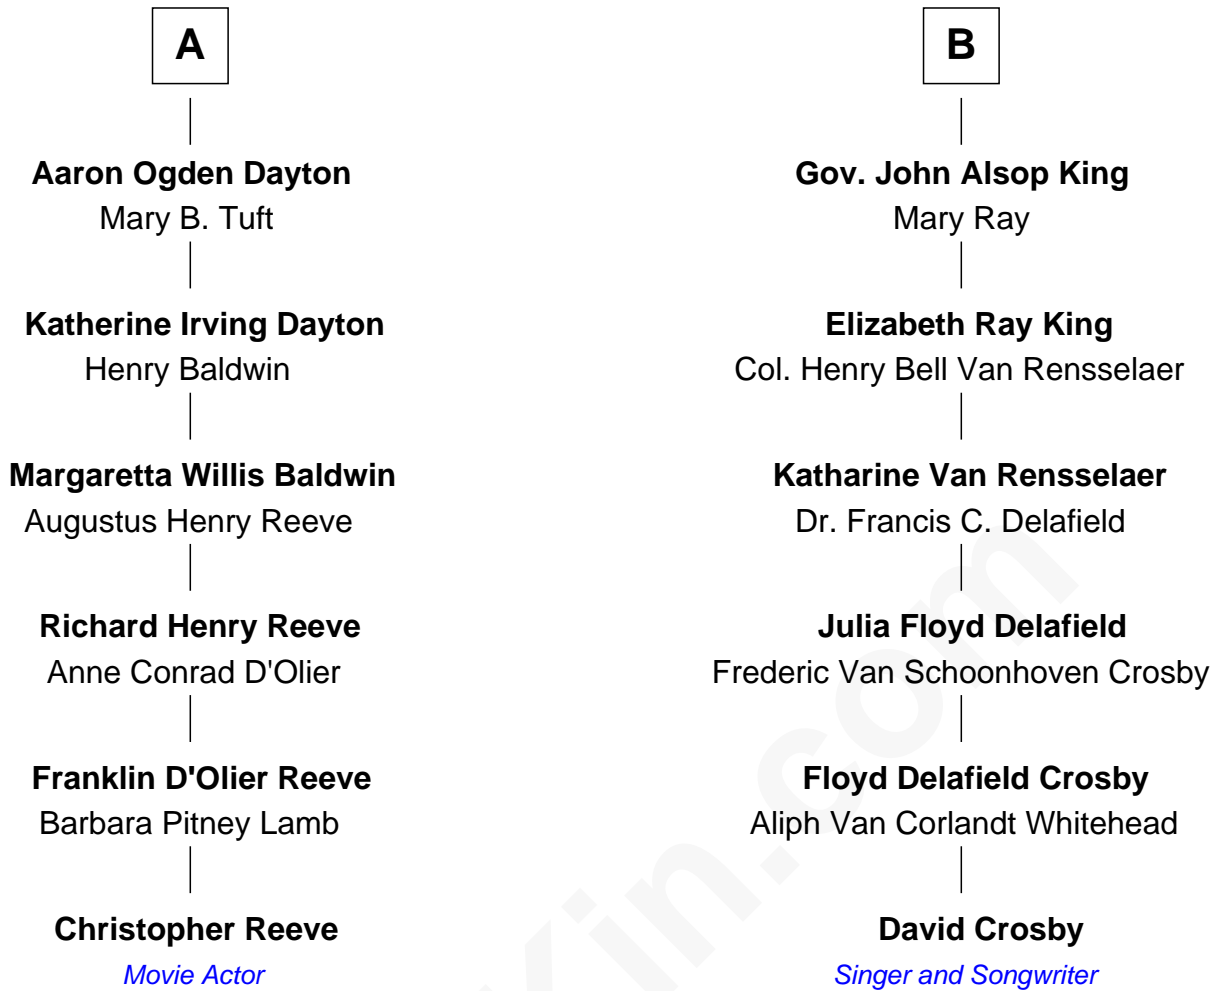 A
Aaron Ogden Dayton
Mary B. Tuft
Katherine Irving Dayton
Henry Baldwin
Margaretta Willis Baldwin
Augustus Henry Reeve
Richard Henry Reeve
Anne Conrad D'Olier
Franklin D'Olier Reeve
Barbara Pitney Lamb
Christopher Reeve
Movie Actor
B
Gov. John Alsop King
Mary Ray
Elizabeth Ray King
Col. Henry Bell Van Rensselaer
Katharine Van Rensselaer
Dr. Francis C. Delafield
Julia Floyd Delafield
Frederic Van Schoonhoven Crosby
Floyd Delafield Crosby
Aliph Van Corlandt Whitehead
David Crosby
Singer and Songwriter
Kin.com